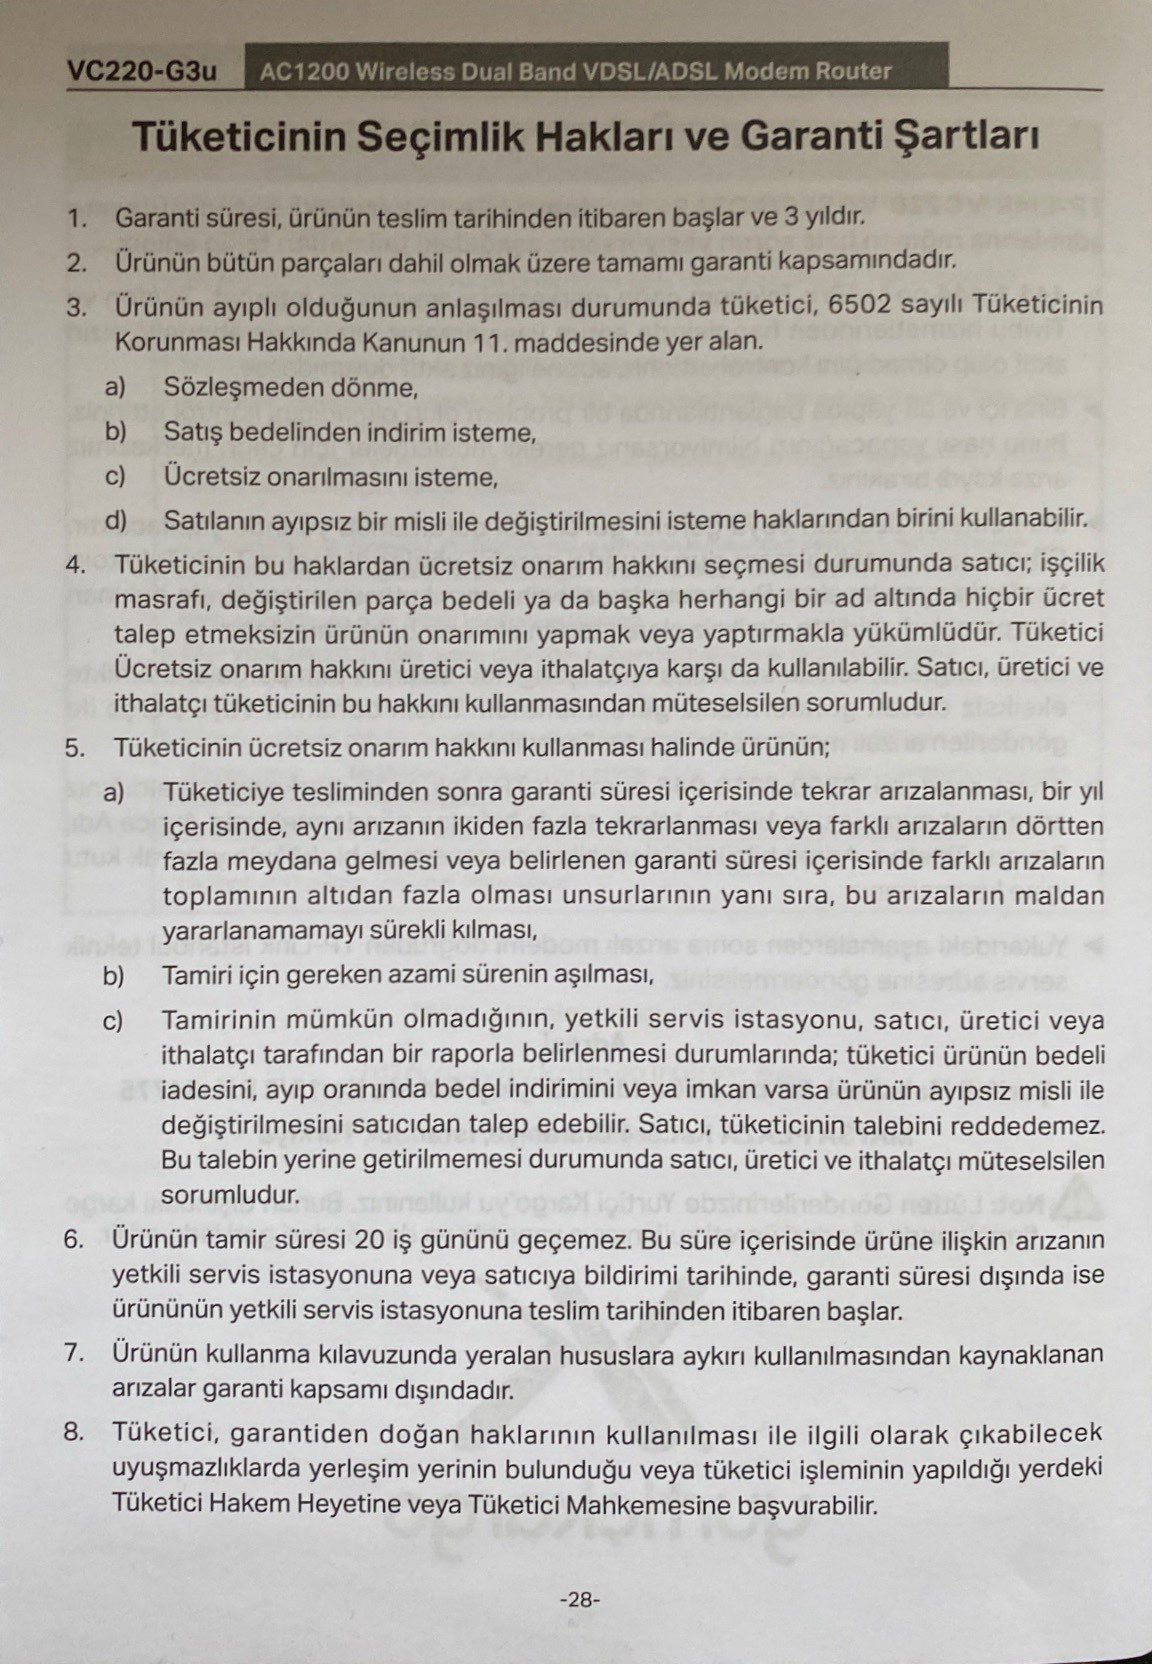 VC220-G3u AC1200 Wireless Dual Band VDSL/ADSL Modem Router
Tüketicinin Seçimlik Hakları ve Garanti Şartları
1. Garanti süresi, ürünün teslim tarihinden itibaren başlar ve 3 yıldır.
2. Ürünün bütün parçaları dahil olmak üzere tamamı garanti kapsamındadır.
3. Ürünün ayıplı olduğunun anlaşılması durumunda tüketici, 6502 sayılı Tüketicinin
Korunması Hakkında Kanunun 11. maddesinde yer alan.
a) Sözleşmeden dönme,
b) Satış bedelinden indirim isteme,
c) Ücretsiz onarılmasını isteme,
d) Satılanın ayıpsız bir misli ile değiştirilmesini isteme haklarından birini kullanabilir.
4. Tüketicinin bu haklardan ücretsiz onarım hakkını seçmesi durumunda satıcı; işçilik
masrafı, değiştirilen parça bedeli ya da başka herhangi bir ad altında hiçbir ücret
talep etmeksizin ürünün onarımını yapmak veya yaptırmakla yükümlüdür. Tüketici
Ücretsiz onarım hakkını üretici veya ithalatçıya karşı da kullanılabilir. Satıcı, üretici ve
ithalatçı tüketicinin bu hakkını kullanmasından müteselsilen sorumludur.
5. Tüketicinin ücretsiz onarım hakkını kullanması halinde ürünün;
a) Tüketiciye tesliminden sonra garanti süresi içerisinde tekrar arızalanması, bir yıl
içerisinde, aynı arızanın ikiden fazla tekrarlanması veya farklı arızaların dörtten
fazla meydana gelmesi veya belirlenen garanti süresi içerisinde farklı arızaların
toplamının altıdan fazla olması unsurlarının yanı sıra, bu arızaların maldan
yararlanamamayı sürekli kılması,
b) Tamiri için gereken azami sürenin aşılması,
c) Tamirinin mümkün olmadığının, yetkili servis istasyonu, satıcı, üretici veya
ithalatçı tarafından bir raporla belirlenmesi durumlarında; tüketici ürünün bedeli
iadesini, ayıp oranında bedel indirimini veya imkan varsa ürünün ayıpsız misli ile
değiştirilmesini satıcıdan talep edebilir. Satıcı, tüketicinin talebini reddedemez.
Bu talebin yerine getirilmemesi durumunda satıcı, üretici ve ithalatçı müteselsilen
sorumludur.
6. Ürünün tamir süresi 20 iş gününü geçemez. Bu süre içerisinde ürüne ilişkin arızanın
yetkili servis istasyonuna veya satıcıya bildirimi tarihinde, garanti süresi dışında ise
ürününün yetkili servis istasyonuna teslim tarihinden itibaren başlar.
7. Ürünün kullanma kılavuzunda yeralan hususlara aykırı kullanılmasından kaynaklanan
arızalar garanti kapsamı dışındadır.
8. Tüketici, garantiden doğan haklarının kullanılması ile ilgili olarak çıkabilecek
uyuşmazlıklarda yerleşim yerinin bulunduğu veya tüketici işleminin yapıldığı yerdeki
Tüketici Hakem Heyetine veya Tüketici Mahkemesine başvurabilir.
-28-